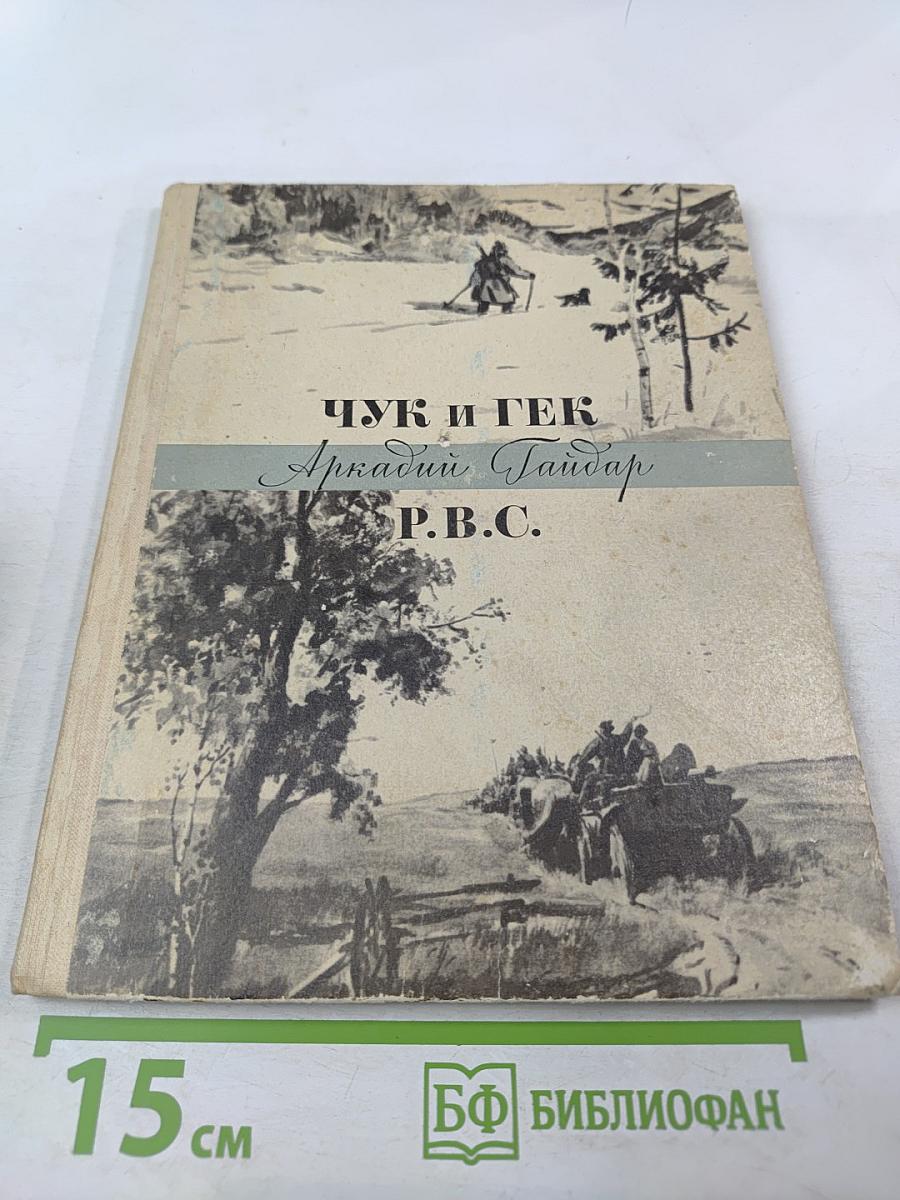 ЧУК и ГЕК
Аркадий Гайдар
Р.В.С.
15 см
БФ БИБЛИОФАН